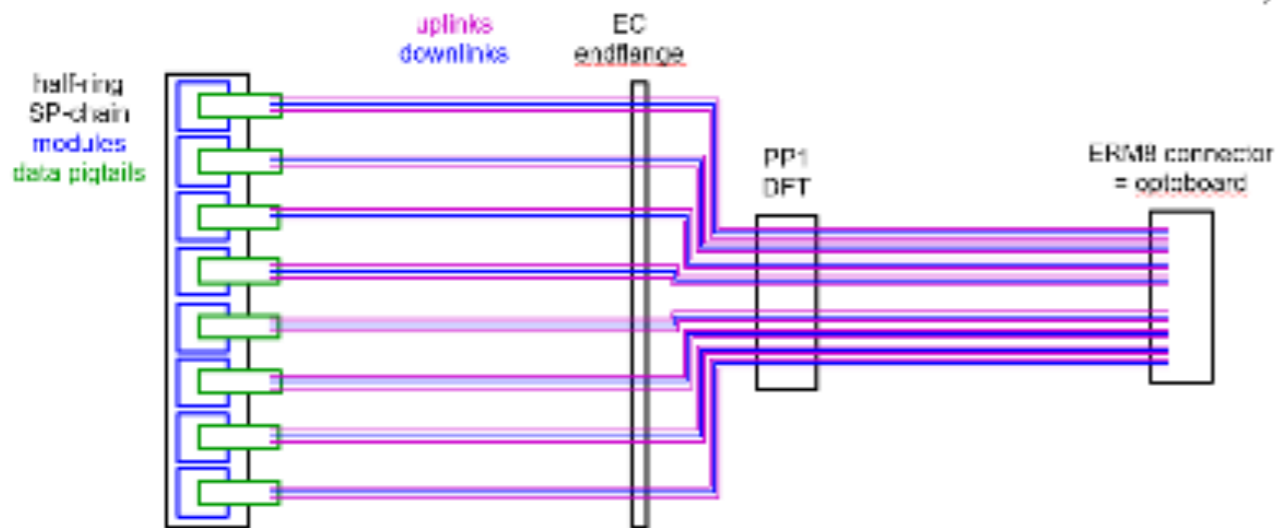 uplinks
downlinks
EC
endflange
half-ring
SP-chain
modules
data pigtails
PP1
DFT
ERM8 connector
= optoboard